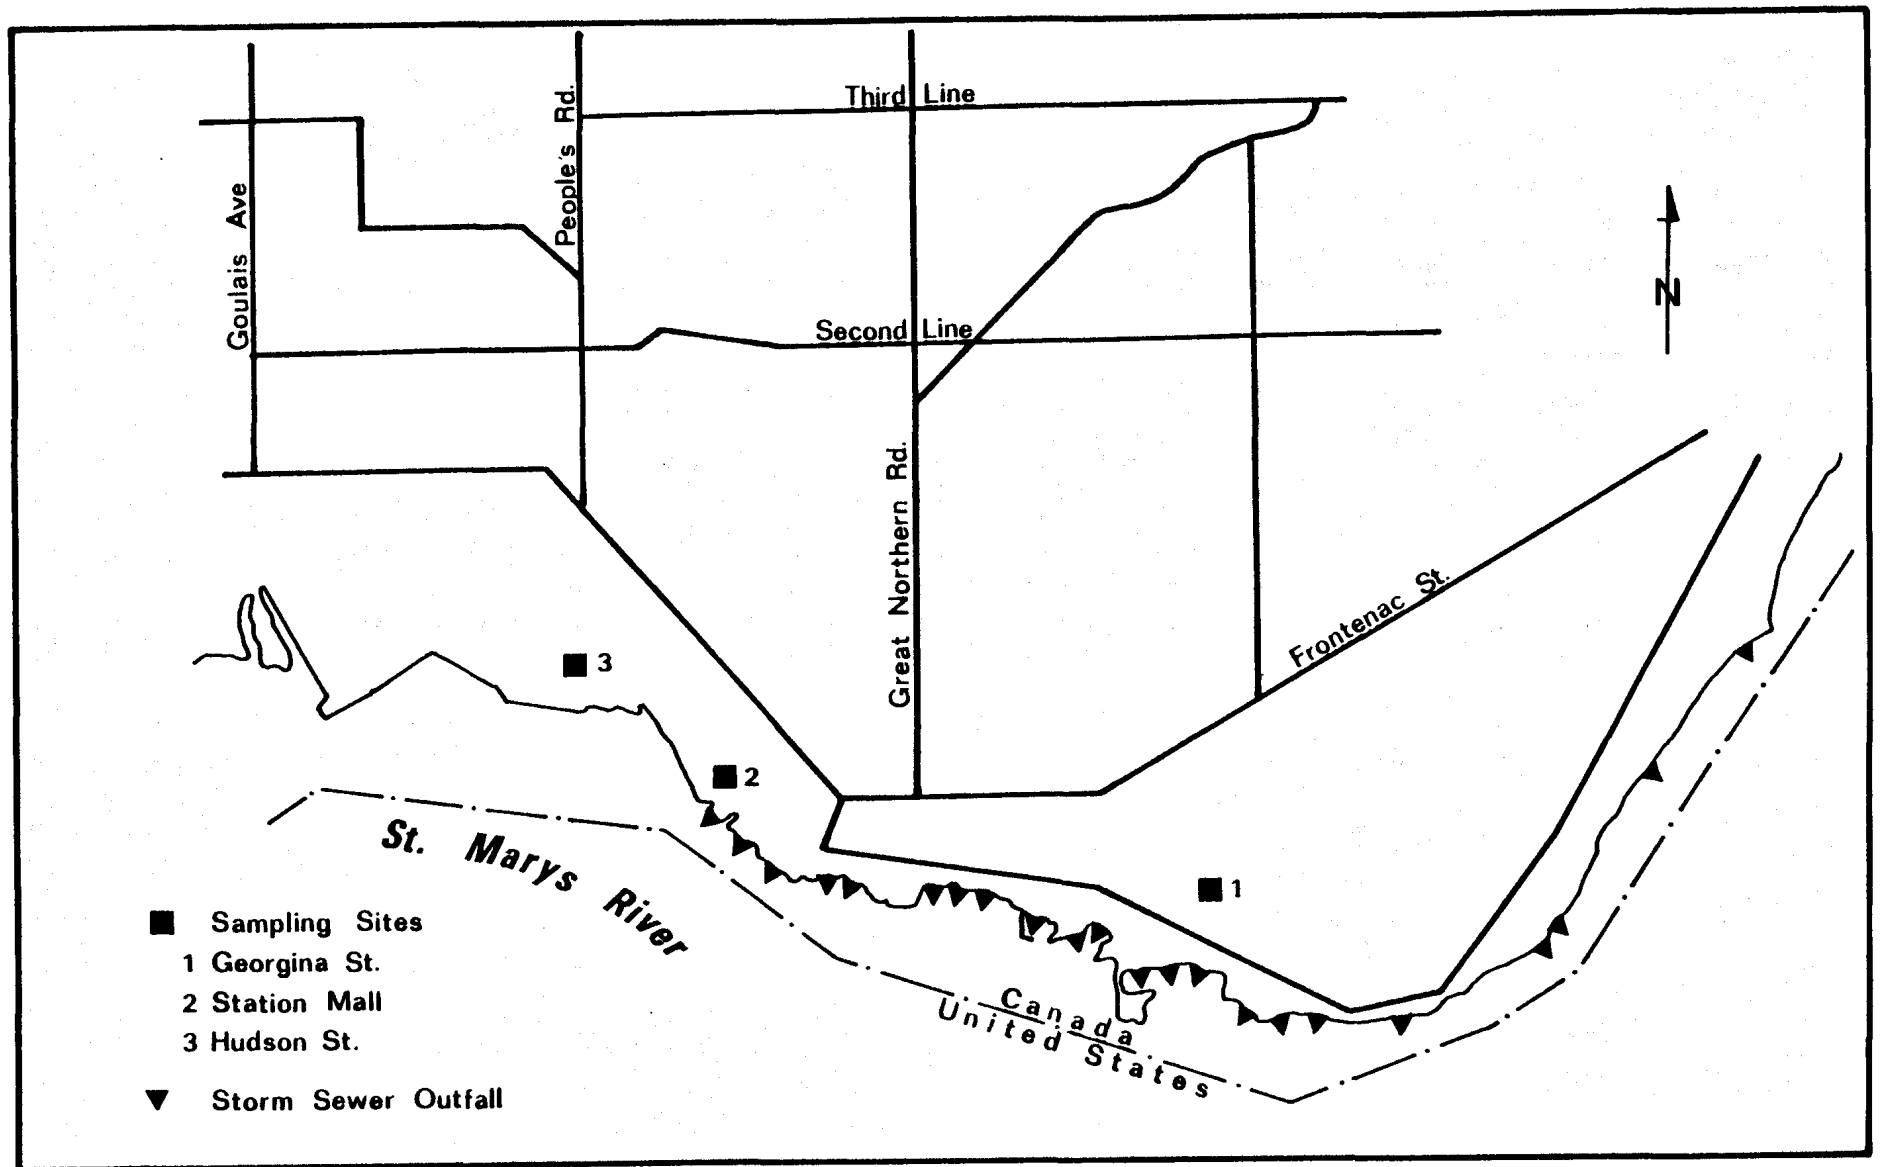 Third Line
People's Rd.
Goulais Ave
N
Second Line
Great Northern Rd.
Frontenac St.
3
2
1
St. Marys River
Canada
United States
Sampling Sites
1 Georgina St.
2 Station Mall
3 Hudson St.
Storm Sewer Outfall